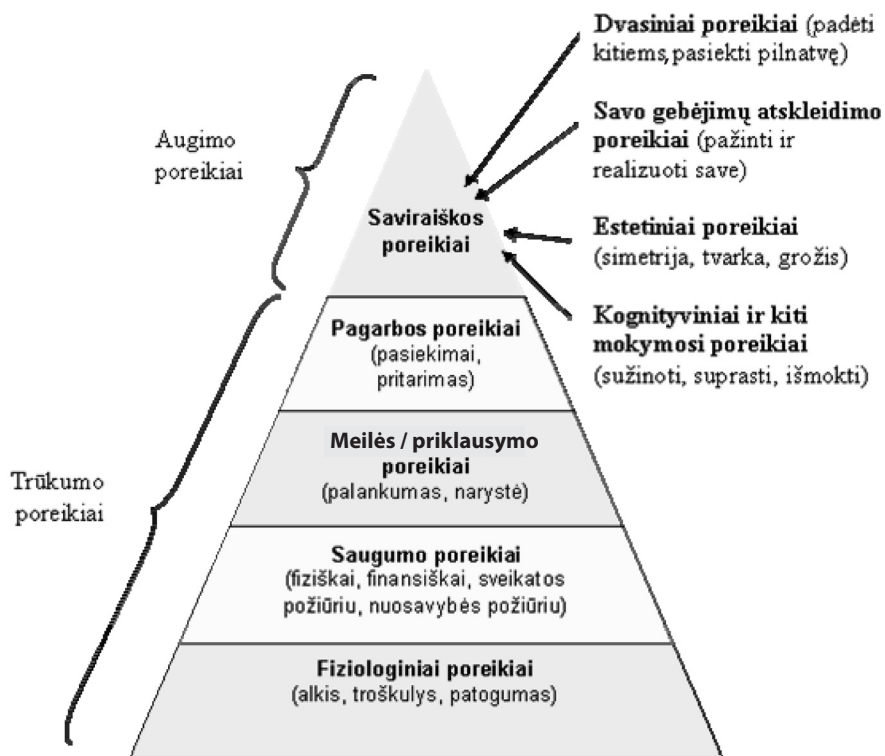 Dvasiniai poreikiai (padėti
kitiems,pasiekti pilnatvę)
Savo gebėjimų atskleidimo
poreikiai (pažinti ir
realizuoti save)
Estetiniai poreikiai
(simetrija, tvarka, grožis)
Kognityviniai ir kiti
mokymosi poreikiai
(sužinoti, suprasti, išmokti)
Augimo
poreikiai
Trūkumo
poreikiai
Saviraiškos
poreikiai
Pagarbos poreikiai
(pasiekimai,
pritarimas)
Meilės / priklausymo
poreikiai
(palankumas, narystė)
Saugumo poreikiai
(fiziškai, finansiškai, sveikatos
požiūriu, nuosavybės požiūriu)
Fiziologiniai poreikiai
(alkis, troškulys, patogumas)